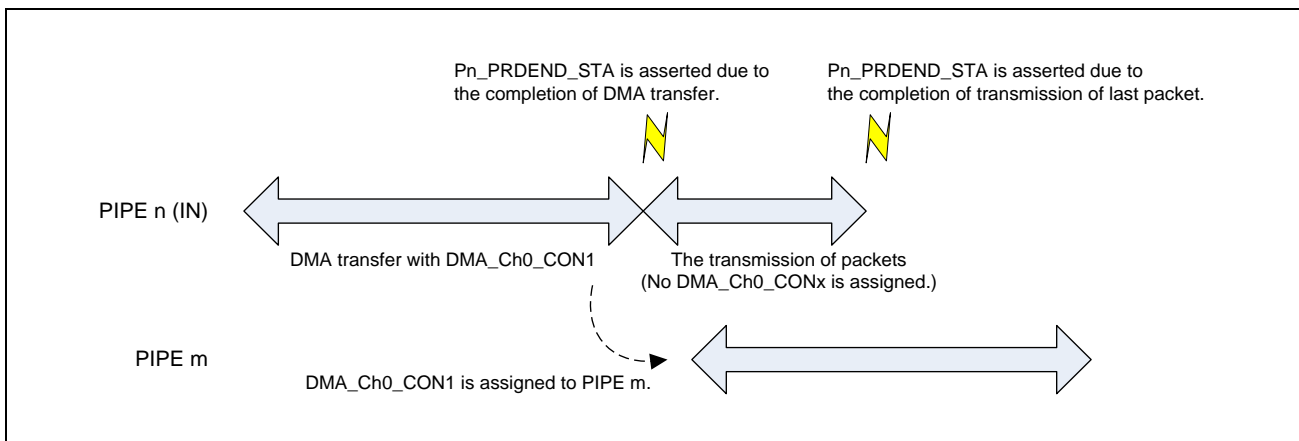 Pn_PRDEND_STA is asserted due to
the completion of DMA transfer.
Pn_PRDEND_STA is asserted due to
the completion of transmission of last packet.
PIPE n (IN)
DMA transfer with DMA_Ch0_CON1
The transmission of packets
(No DMA_Ch0_CONx is assigned.)
PIPE m
DMA_Ch0_CON1 is assigned to PIPE m.